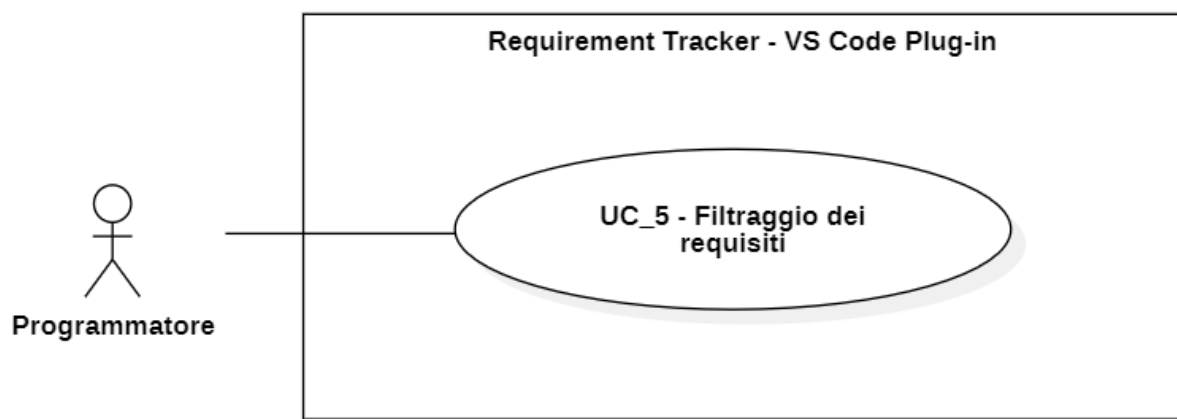 Requirement Tracker - VS Code Plug-in
UC_5 - Filtraggio dei
requisiti
Programmatore